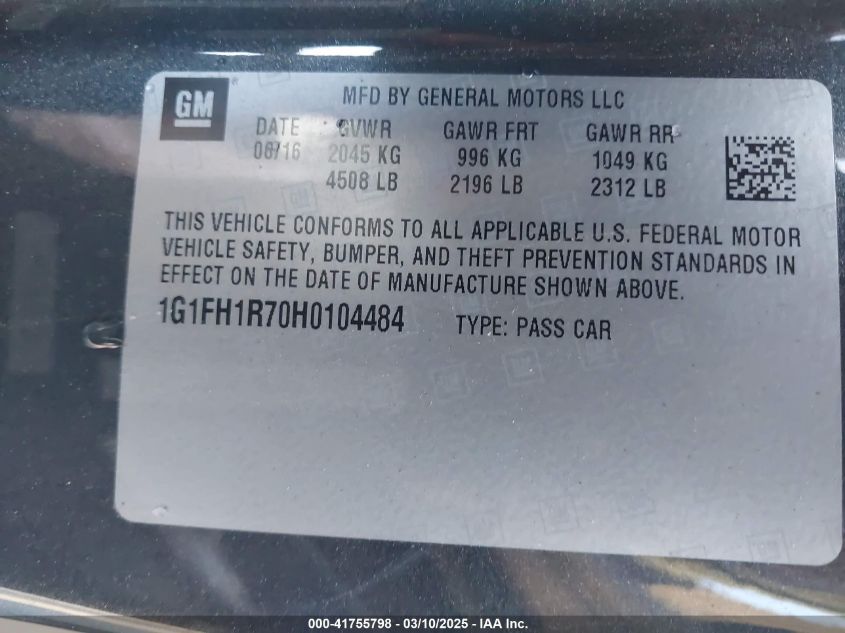 GM
MFD BY GENERAL MOTORS LLC
DATE GVWR GAWR FRT GAWR RR
08/16 2045 KG 996 KG 1049 KG
4508 LB 2196 LB 2312 LB
THIS VEHICLE CONFORMS TO ALL APPLICABLE U.S. FEDERAL MOTOR
VEHICLE SAFETY, BUMPER, AND THEFT PREVENTION STANDARDS IN
EFFECT ON THE DATE OF MANUFACTURE SHOWN ABOVE.
1G1FH1R70H0104484 TYPE: PASS CAR
000-41755798 - 03/10/2025 - IAA Inc.